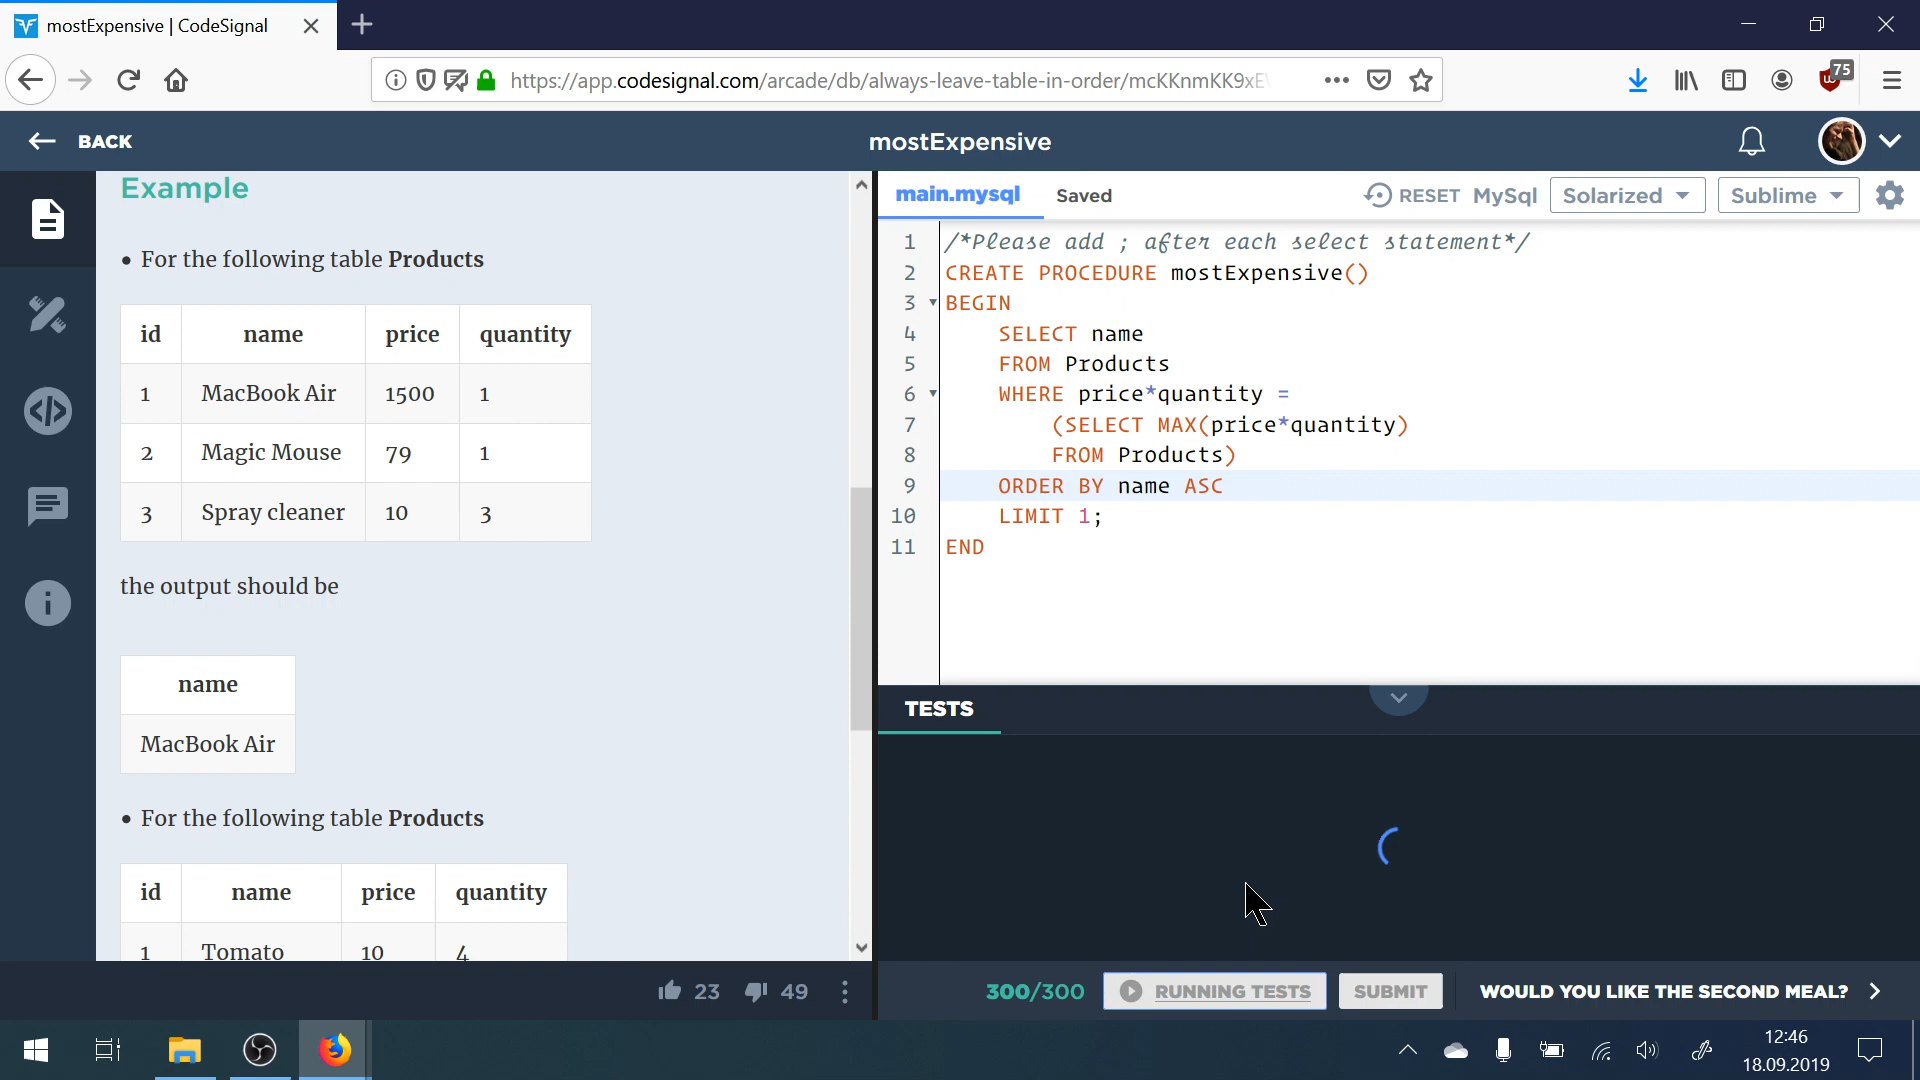 mostExpensive | CodeSignal
https://app.codesignal.com/arcade/db/always-leave-table-in-order/mcKKnmKK9xE
75
BACK
mostExpensive
Example
• For the following table Products
id name price quantity
1 MacBook Air 1500 1
2 Magic Mouse 79 1
3 Spray cleaner 10 3
the output should be
name
MacBook Air
• For the following table Products
id name price quantity
1 Tomato 10 4
23 49
main.mysql Saved RESET MySql Solarized Sublime
1 /*Please add ; after each select statement*/
2 CREATE PROCEDURE mostExpensive()
3 BEGIN
4 SELECT name
5 FROM Products
6 WHERE price*quantity =
7 (SELECT MAX(price*quantity)
8 FROM Products)
9 ORDER BY name ASC
10 LIMIT 1;
11 END
TESTS
300/300 RUNNING TESTS SUBMIT WOULD YOU LIKE THE SECOND MEAL?
12:46
18.09.2019